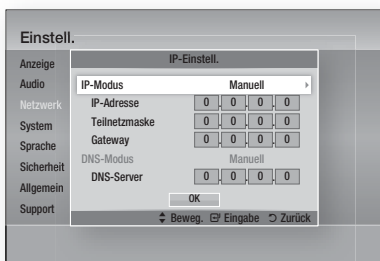 Einstell.
Anzeige
Audio
Netzwerk
System
Sprache
Sicherheit
Allgemein
Support
IP-Einstell.
IP-Modus Manuell
IP-Adresse 0 . 0 . 0 . 0
Teilnetzmaske 0 . 0 . 0 . 0
Gateway 0 . 0 . 0 . 0
DNS-Modus Manuell
DNS-Server 0 . 0 . 0 . 0
OK
Beweg. Eingabe Zurück